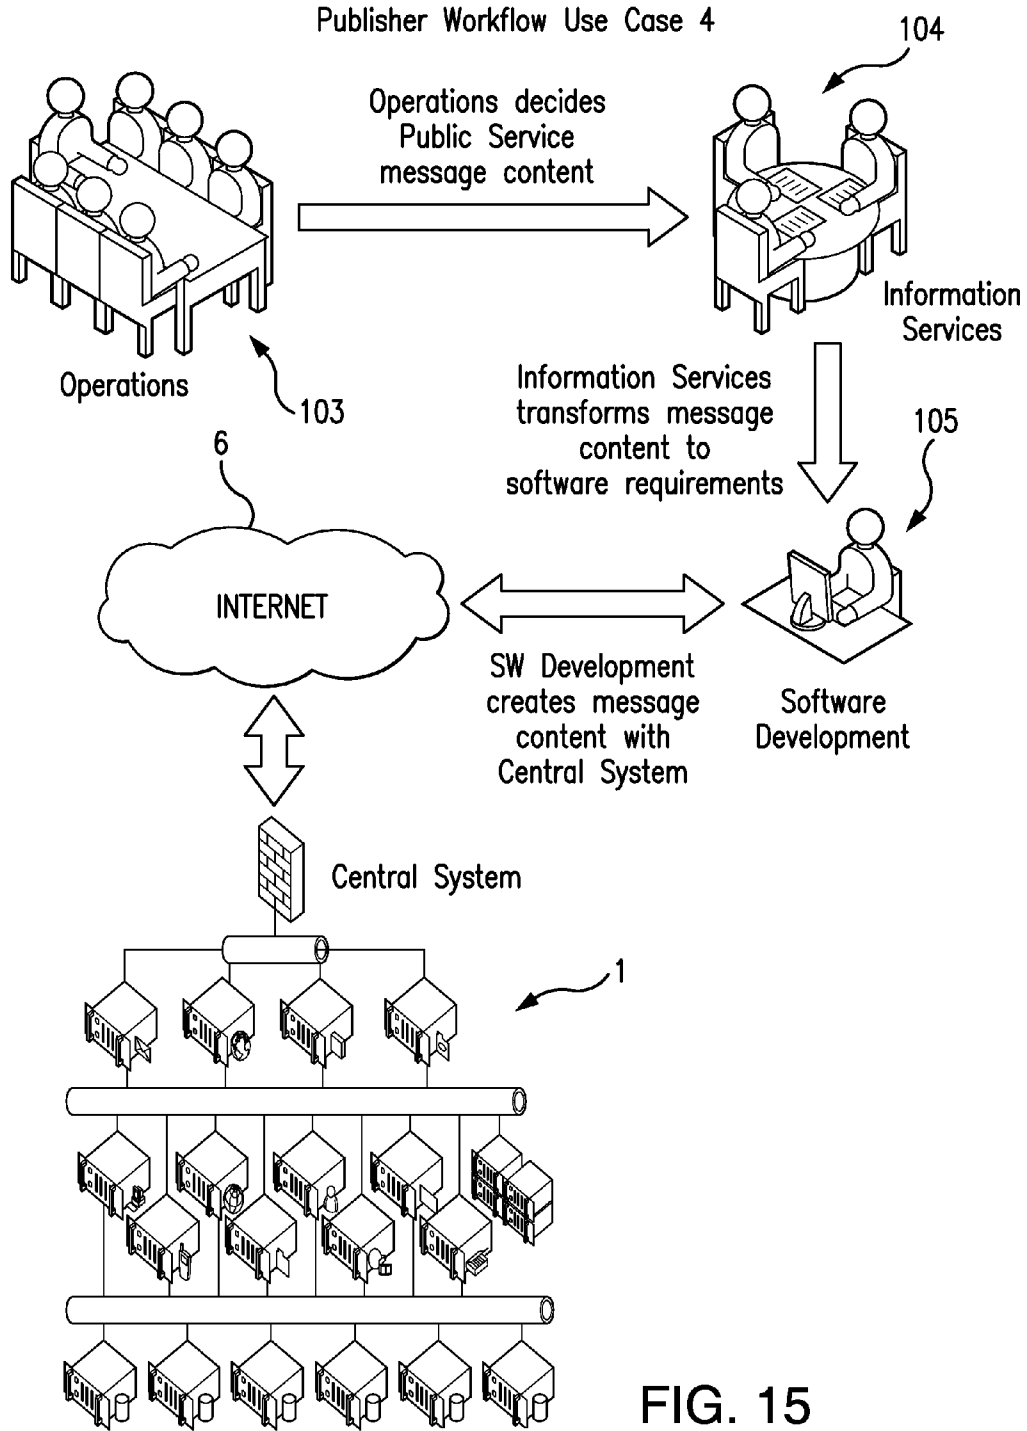 Publisher Workflow Use Case 4
104
Operations decides
Public Service
message content
Information
Services
Operations
103
Information Services
transforms message
content to
software requirements
105
6
INTERNET
SW Development
creates message
content with
Central System
Software
Development
Central System
1
FIG. 15